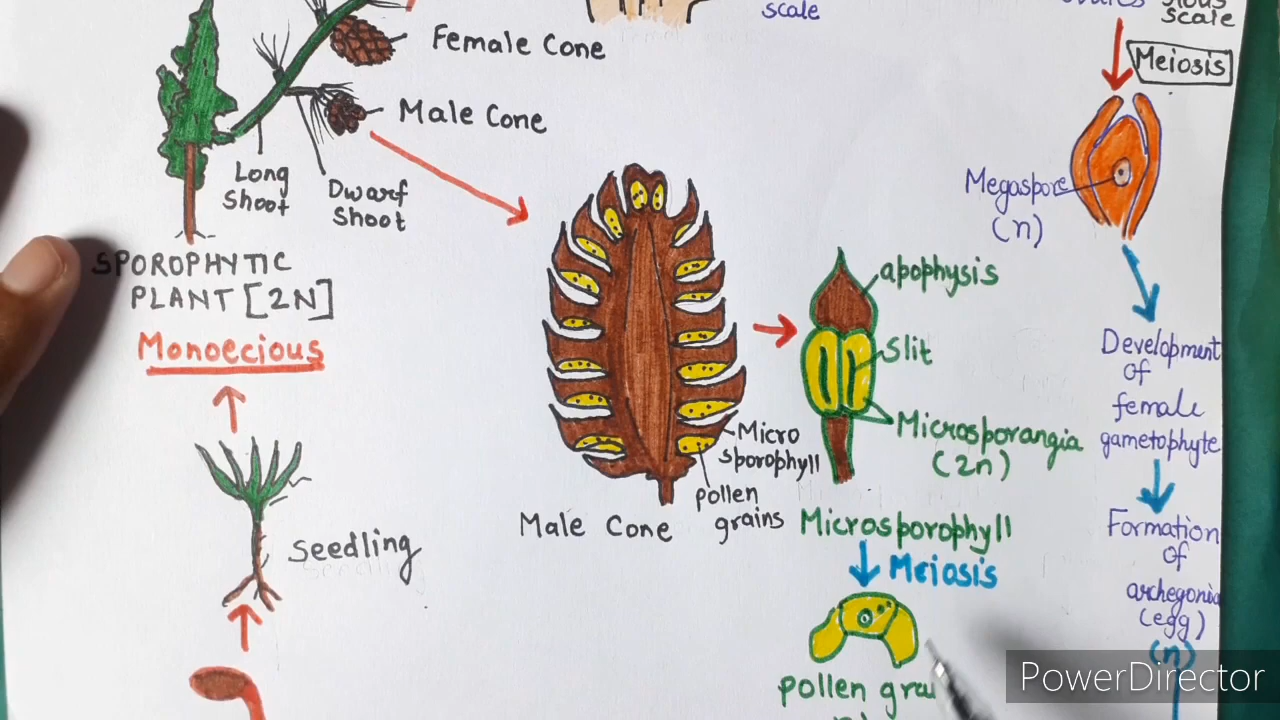 scale
scale
Meiosis
Female Cone
Male Cone
Long
Shoot
Dwarf
Shoot
Megaspore
(n)
SPOROPHYTIC
PLANT [2N]
Monoecious
apophysis
Slit
Microsporangia
(2n)
Development
of
female
gametophyte
Micro
sporophyll
pollen
grains
Male Cone
Microsporophyll
Meiosis
Seedling
Formation
of
archegonia
(egg)
(n)
pollen
PowerDirector